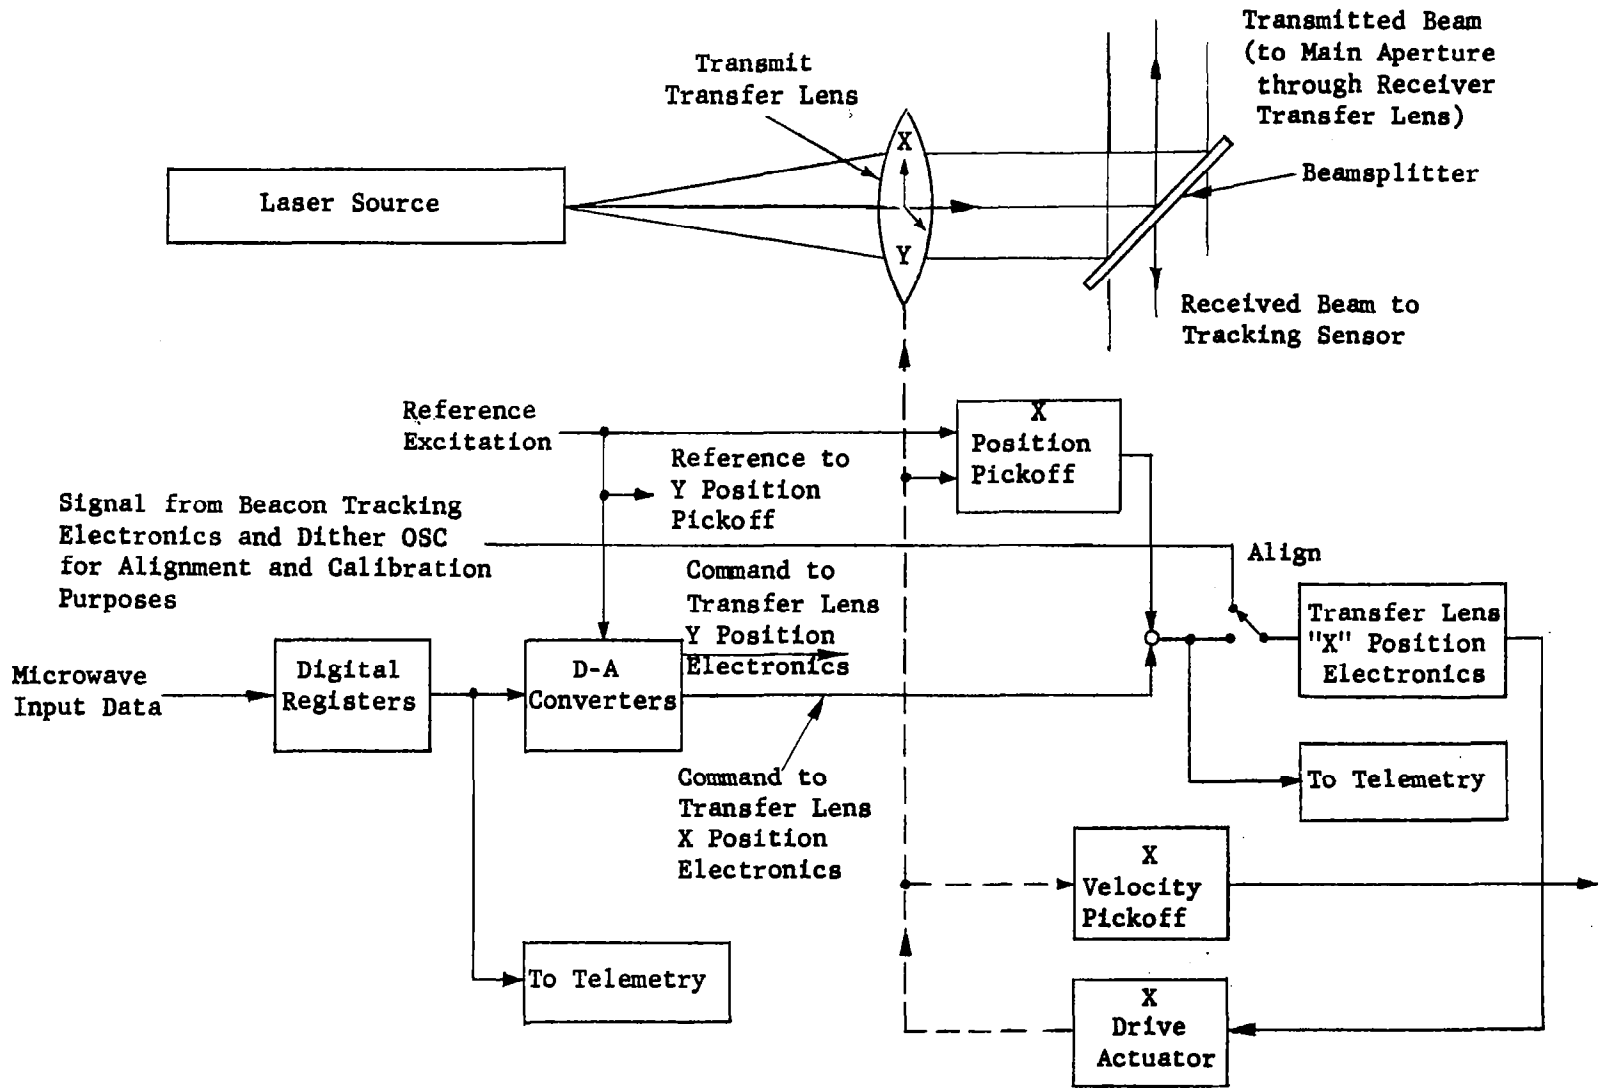 Transmitted Beam
(to Main Aperture
through Receiver
Transfer Lens)
Transmit
Transfer Lens
X
Y
Laser Source
Beamsplitter
Received Beam to
Tracking Sensor
Reference
Excitation
X
Position
Pickoff
Reference to
Y Position
Pickoff
Signal from Beacon Tracking
Electronics and Dither OSC
for Alignment and Calibration
Purposes
Align
Command to
Transfer Lens
Y Position
Electronics
Transfer Lens
"X" Position
Electronics
Microwave
Input Data
Digital
Registers
D-A
Converters
Command to
Transfer Lens
X Position
Electronics
To Telemetry
X
Velocity
Pickoff
To Telemetry
X
Drive
Actuator